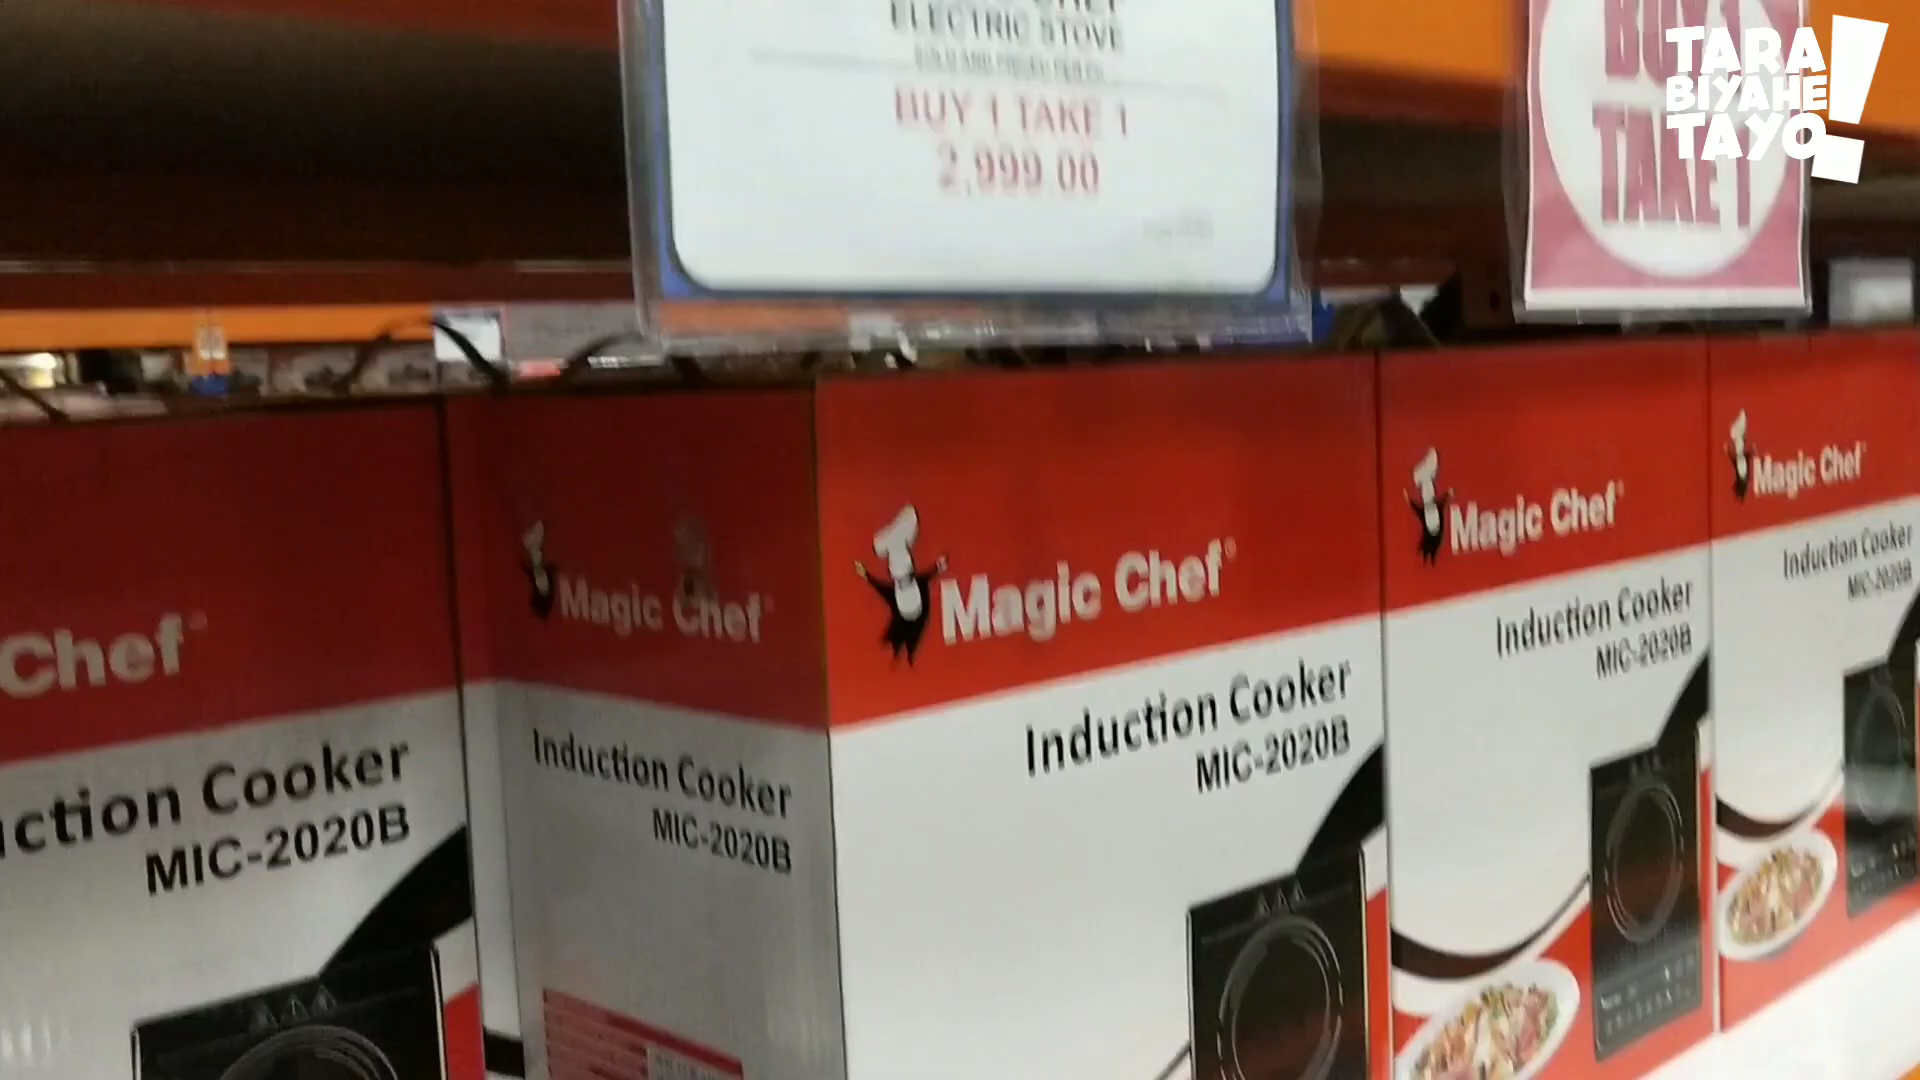 ELECTRIC STOVE
BUY 1 TAKE 1
2,999.00
BUY 1
TAKE 1
TARA
BIYAHE
TAYO!
Chef
Cooker
MIC-2020B
Magic Chef
Induction Cooker
MIC-2020B
Magic Chef
Induction Cooker
MIC-2020B
Magic Chef
Induction Cooker
MIC-2020B
Magic Chef
Induction Cooker
MIC-2020B